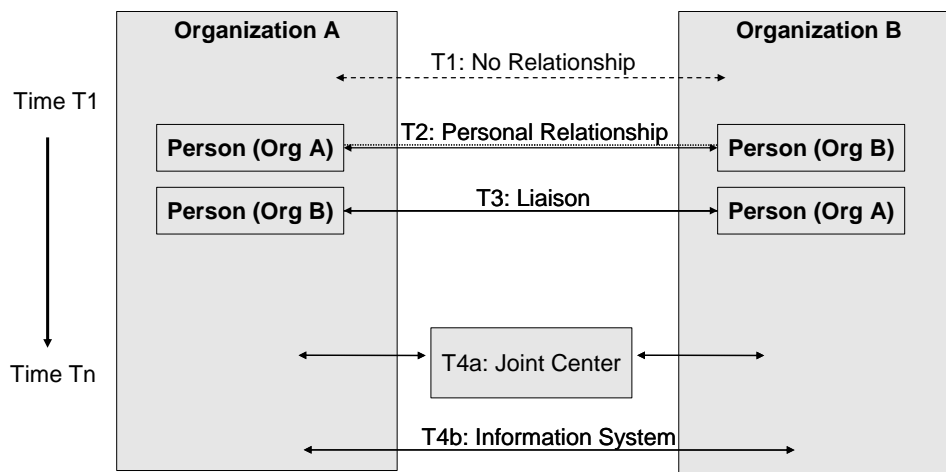 Organization A
Organization B
T1: No Relationship
Time T1
T2: Personal Relationship
Person (Org A)
Person (Org B)
T3: Liaison
Person (Org B)
Person (Org A)
T4a: Joint Center
Time Tn
T4b: Information System